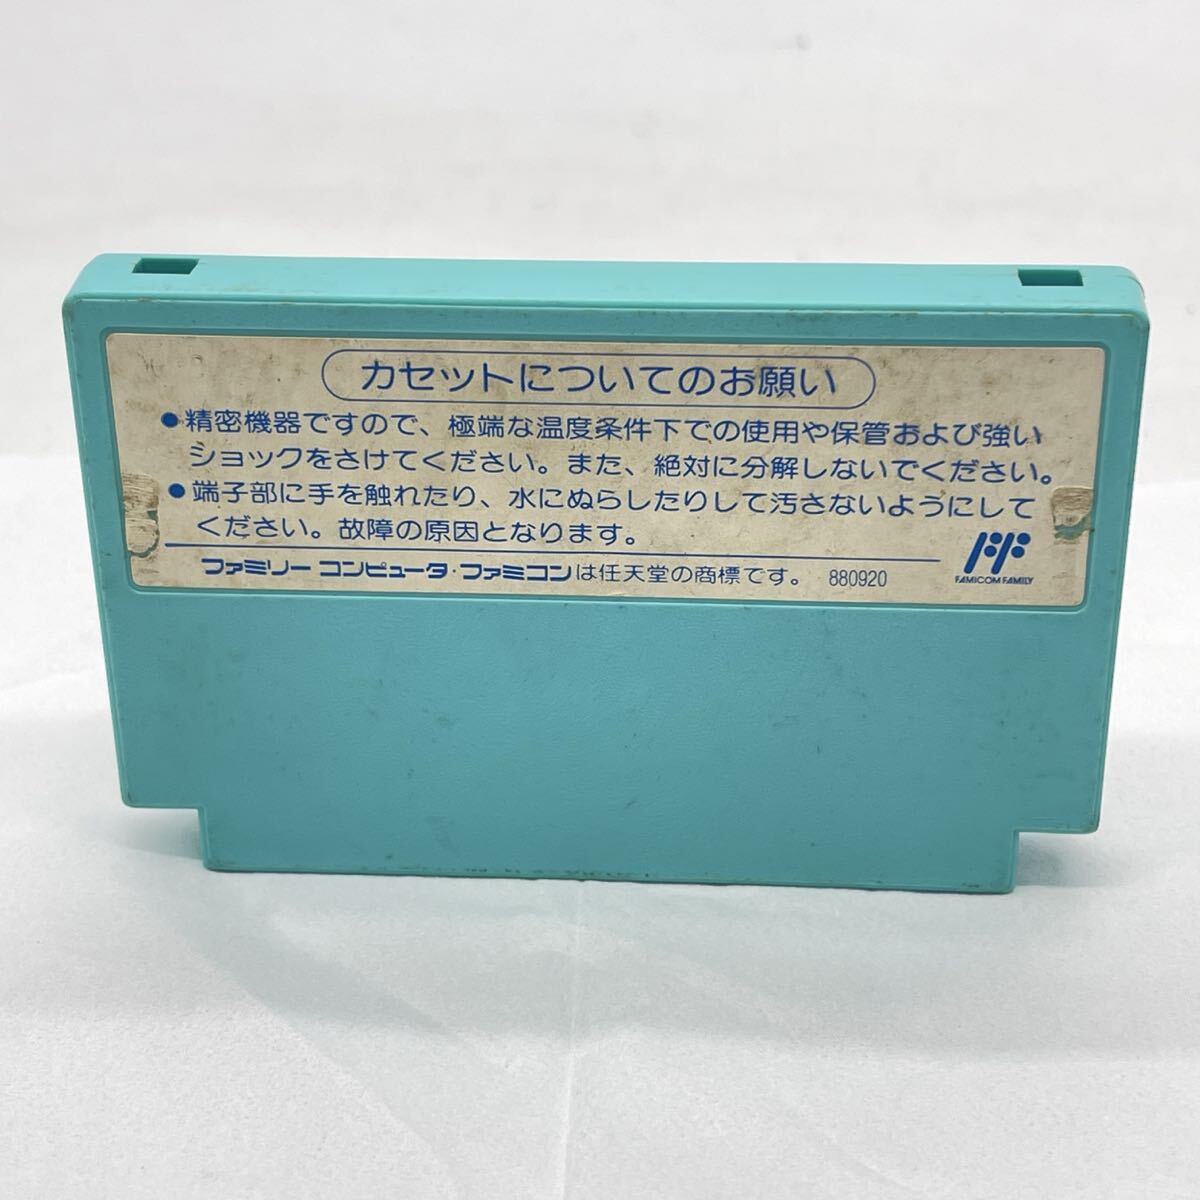 カセットについてのお願い
●精密機器ですので、極端な温度条件下での使用や保管および強い
ショックをさけてください。また、絶対に分解しないでください。
●端子部に手を触れたり、水にぬらしたりして汚さないようにして
ください。故障の原因となります。
ファミリー コンピュータ・ファミコンは任天堂の商標です。 880920
FF
FAMICOM FAMILY